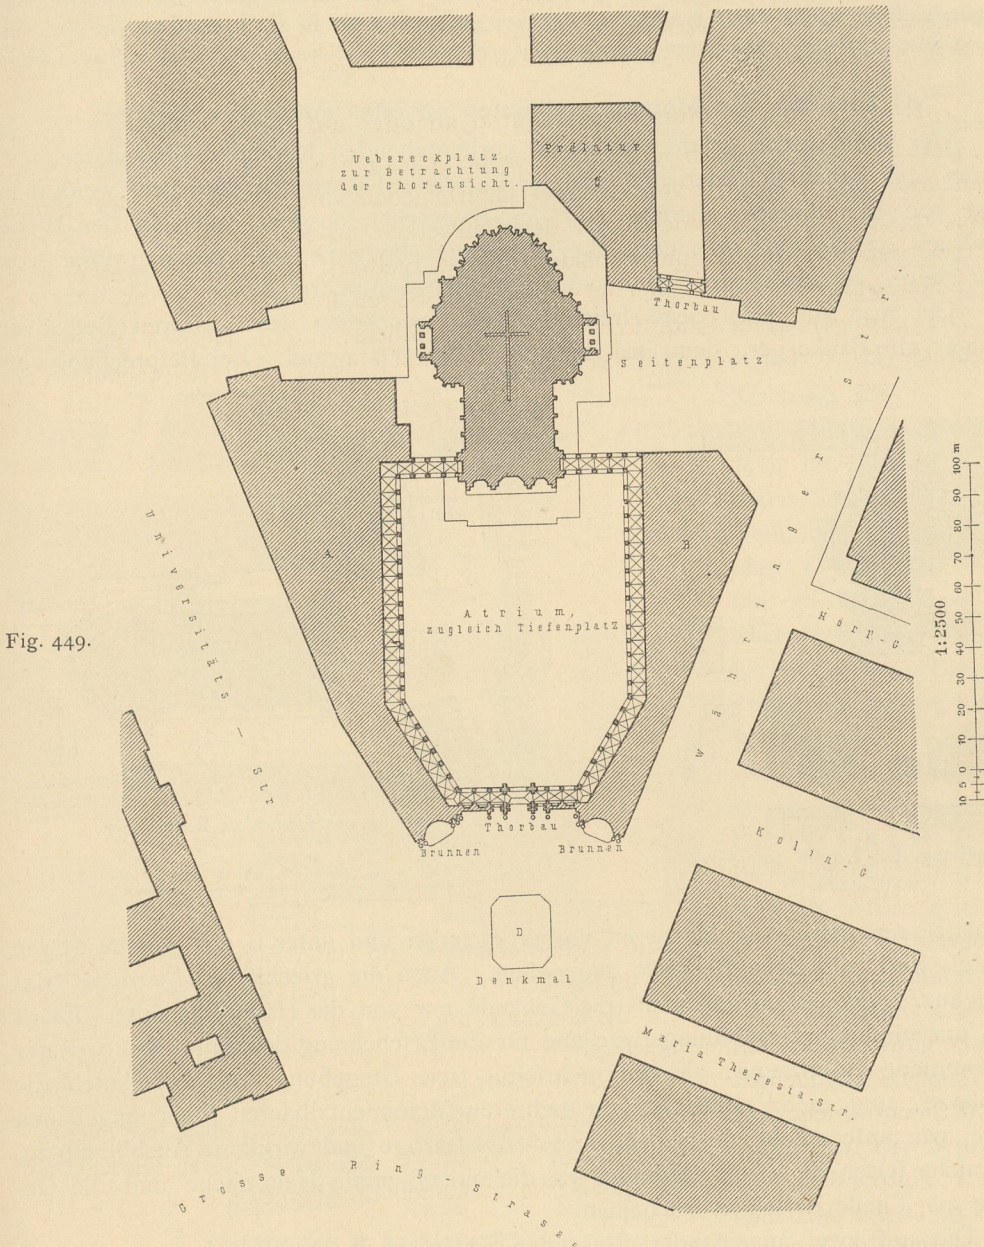 Uebereckplatz
zur Betrachtung
der Choransicht.
Prälatur
C
Thorbau
Seitenplatz
Universitäts-Str
A
B
Währinger Str
Atrium,
zugleich Tiefenplatz
Hörl-G
Fig. 449.
1:2500
10 5 0 10 20 30 40 50 60 70 80 90 100 m
Thorbau
Brunnen
Brunnen
Kolin-G
D
Denkmal
Maria Theresia-Str.
Grosse Ring-Strasse